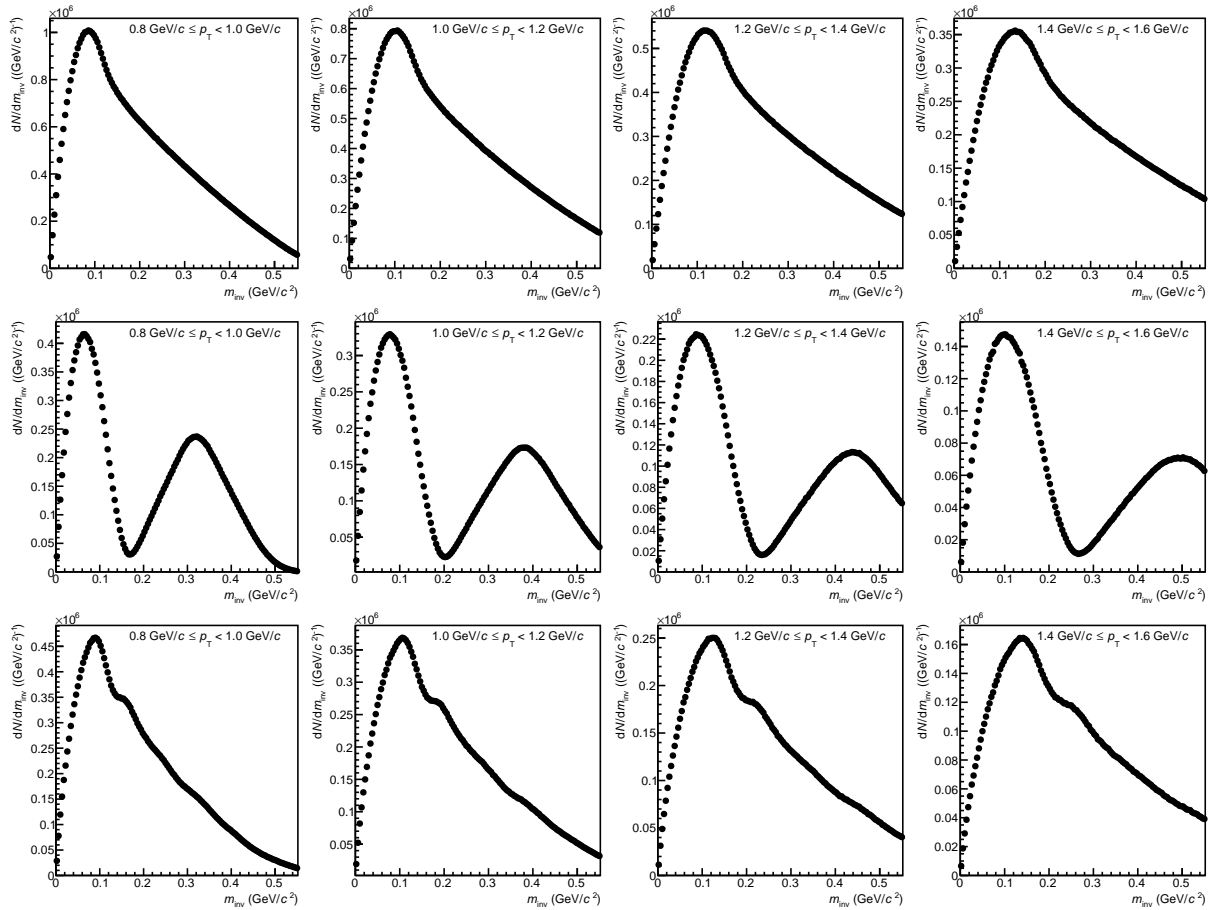 ×10⁶
0.8 GeV/c ≤ p_T < 1.0 GeV/c
dN/dm_inv ((GeV/c²)⁻¹)
1
0.8
0.6
0.4
0.2
0
0 0.1 0.2 0.3 0.4 0.5
m_inv (GeV/c²)
×10⁶
1.0 GeV/c ≤ p_T < 1.2 GeV/c
dN/dm_inv ((GeV/c²)⁻¹)
0.8
0.7
0.6
0.5
0.4
0.3
0.2
0.1
0
0 0.1 0.2 0.3 0.4 0.5
m_inv (GeV/c²)
×10⁶
1.2 GeV/c ≤ p_T < 1.4 GeV/c
dN/dm_inv ((GeV/c²)⁻¹)
0.5
0.4
0.3
0.2
0.1
0
0 0.1 0.2 0.3 0.4 0.5
m_inv (GeV/c²)
×10⁶
1.4 GeV/c ≤ p_T < 1.6 GeV/c
dN/dm_inv ((GeV/c²)⁻¹)
0.35
0.3
0.25
0.2
0.15
0.1
0.05
0
0 0.1 0.2 0.3 0.4 0.5
m_inv (GeV/c²)
×10⁶
0.8 GeV/c ≤ p_T < 1.0 GeV/c
dN/dm_inv ((GeV/c²)⁻¹)
0.4
0.35
0.3
0.25
0.2
0.15
0.1
0.05
0
0 0.1 0.2 0.3 0.4 0.5
m_inv (GeV/c²)
×10⁶
1.0 GeV/c ≤ p_T < 1.2 GeV/c
dN/dm_inv ((GeV/c²)⁻¹)
0.3
0.25
0.2
0.15
0.1
0.05
0 0.1 0.2 0.3 0.4 0.5
m_inv (GeV/c²)
×10⁶
1.2 GeV/c ≤ p_T < 1.4 GeV/c
dN/dm_inv ((GeV/c²)⁻¹)
0.22
0.2
0.18
0.16
0.14
0.12
0.1
0.08
0.06
0.04
0.02
0
0 0.1 0.2 0.3 0.4 0.5
m_inv (GeV/c²)
×10⁶
1.4 GeV/c ≤ p_T < 1.6 GeV/c
dN/dm_inv ((GeV/c²)⁻¹)
0.14
0.12
0.1
0.08
0.06
0.04
0.02
0
0 0.1 0.2 0.3 0.4 0.5
m_inv (GeV/c²)
×10⁶
0.8 GeV/c ≤ p_T < 1.0 GeV/c
dN/dm_inv ((GeV/c²)⁻¹)
0.45
0.4
0.35
0.3
0.25
0.2
0.15
0.1
0.05
0
0 0.1 0.2 0.3 0.4 0.5
m_inv (GeV/c²)
×10⁶
1.0 GeV/c ≤ p_T < 1.2 GeV/c
dN/dm_inv ((GeV/c²)⁻¹)
0.35
0.3
0.25
0.2
0.15
0.1
0.05
0 0.1 0.2 0.3 0.4 0.5
m_inv (GeV/c²)
×10⁶
1.2 GeV/c ≤ p_T < 1.4 GeV/c
dN/dm_inv ((GeV/c²)⁻¹)
0.25
0.2
0.15
0.1
0.05
0 0.1 0.2 0.3 0.4 0.5
m_inv (GeV/c²)
×10⁶
1.4 GeV/c ≤ p_T < 1.6 GeV/c
dN/dm_inv ((GeV/c²)⁻¹)
0.16
0.14
0.12
0.1
0.08
0.06
0.04
0.02
0
0 0.1 0.2 0.3 0.4 0.5
m_inv (GeV/c²)